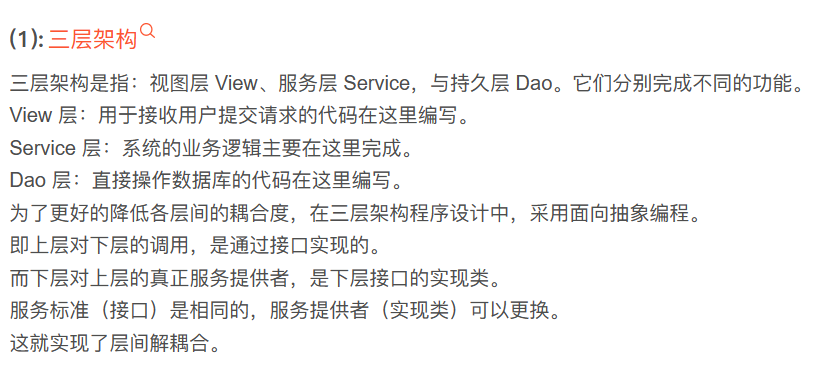 (1): 三层架构
三层架构是指：视图层 View、服务层 Service，与持久层 Dao。它们分别完成不同的功能。
View 层：用于接收用户提交请求的代码在这里编写。
Service 层：系统的业务逻辑主要在这里完成。
Dao 层：直接操作数据库的代码在这里编写。
为了更好的降低各层间的耦合度，在三层架构程序设计中，采用面向抽象编程。
即上层对下层的调用，是通过接口实现的。
而下层对上层的真正服务提供者，是下层接口的实现类。
服务标准（接口）是相同的，服务提供者（实现类）可以更换。
这就实现了层间解耦合。